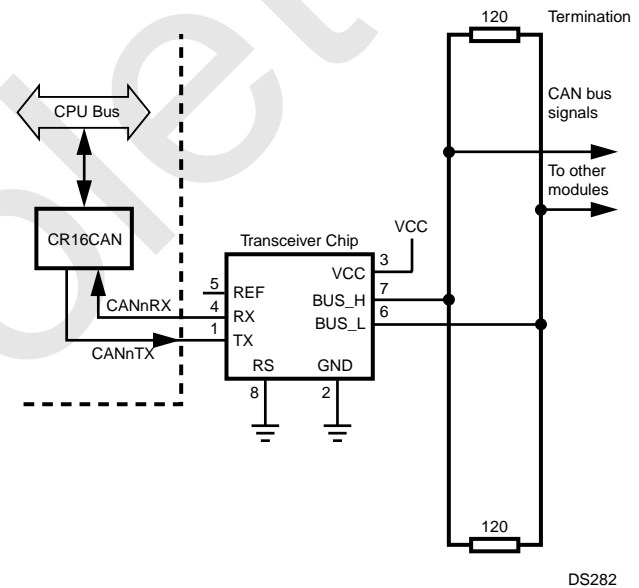 120
Termination
CPU Bus
CAN bus
signals
To other
modules
CR16CAN
Transceiver Chip
VCC
3
VCC
5
REF
7
BUS_H
CANnRX
4
RX
6
BUS_L
1
TX
CANnTX
RS
GND
8
2
120
DS282